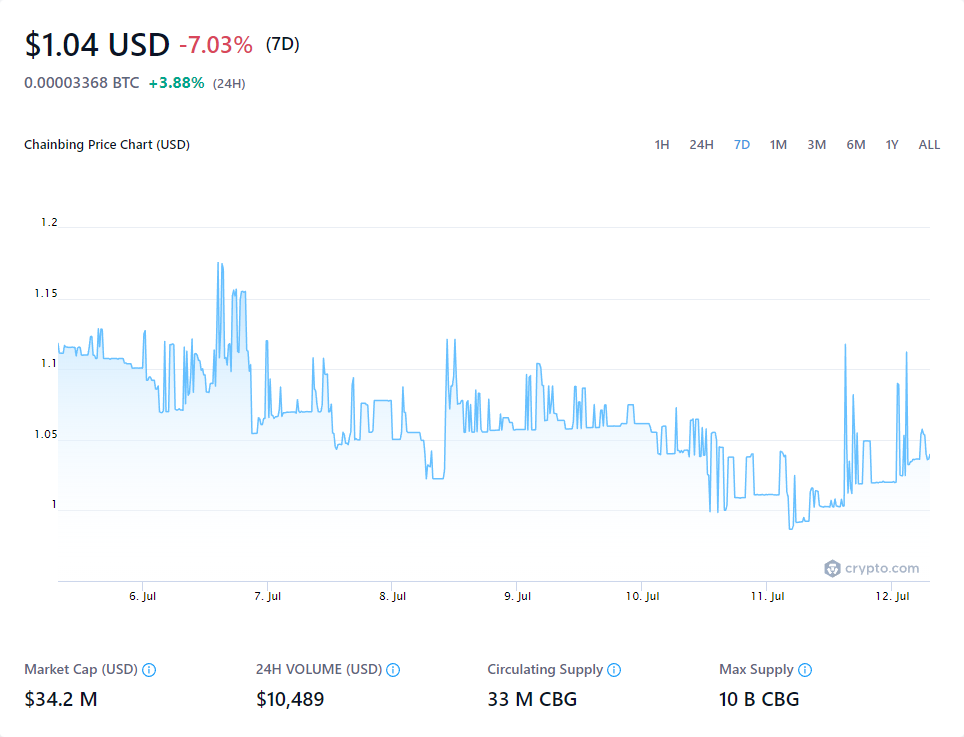 $1.04 USD -7.03% (7D)
0.00003368 BTC +3.88% (24H)
Chainbing Price Chart (USD) 1H 24H 7D 1M 3M 6M 1Y ALL
1.2
1.15
1.1
1.05
1
crypto.com
6. Jul 7. Jul 8. Jul 9. Jul 10. Jul 11. Jul 12. Jul
Market Cap (USD) 24H VOLUME (USD) Circulating Supply Max Supply
$34.2 M $10,489 33 M CBG 10 B CBG